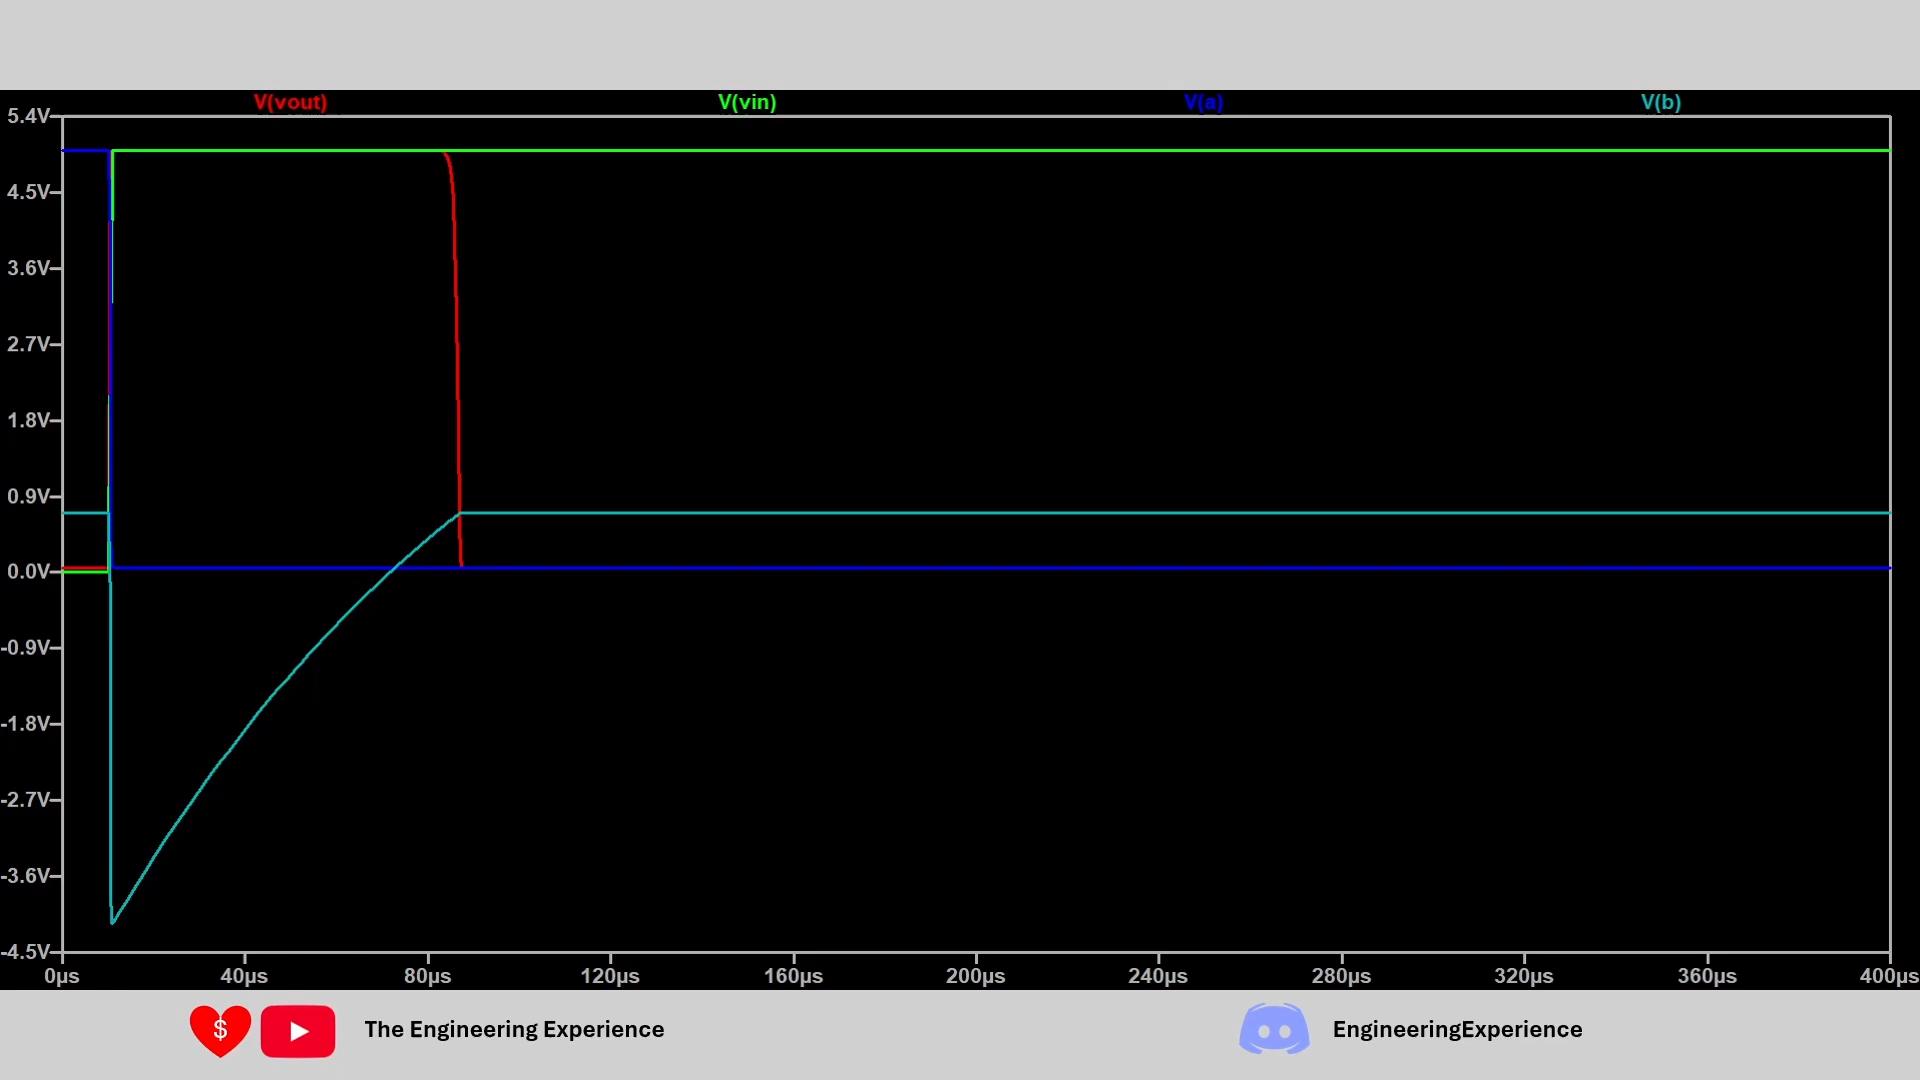 V(vout) V(vin) V(a) V(b)
5.4V
4.5V
3.6V
2.7V
1.8V
0.9V
0.0V
-0.9V
-1.8V
-2.7V
-3.6V
-4.5V
0µs 40µs 80µs 120µs 160µs 200µs 240µs 280µs 320µs 360µs 400µs
$ The Engineering Experience EngineeringExperience